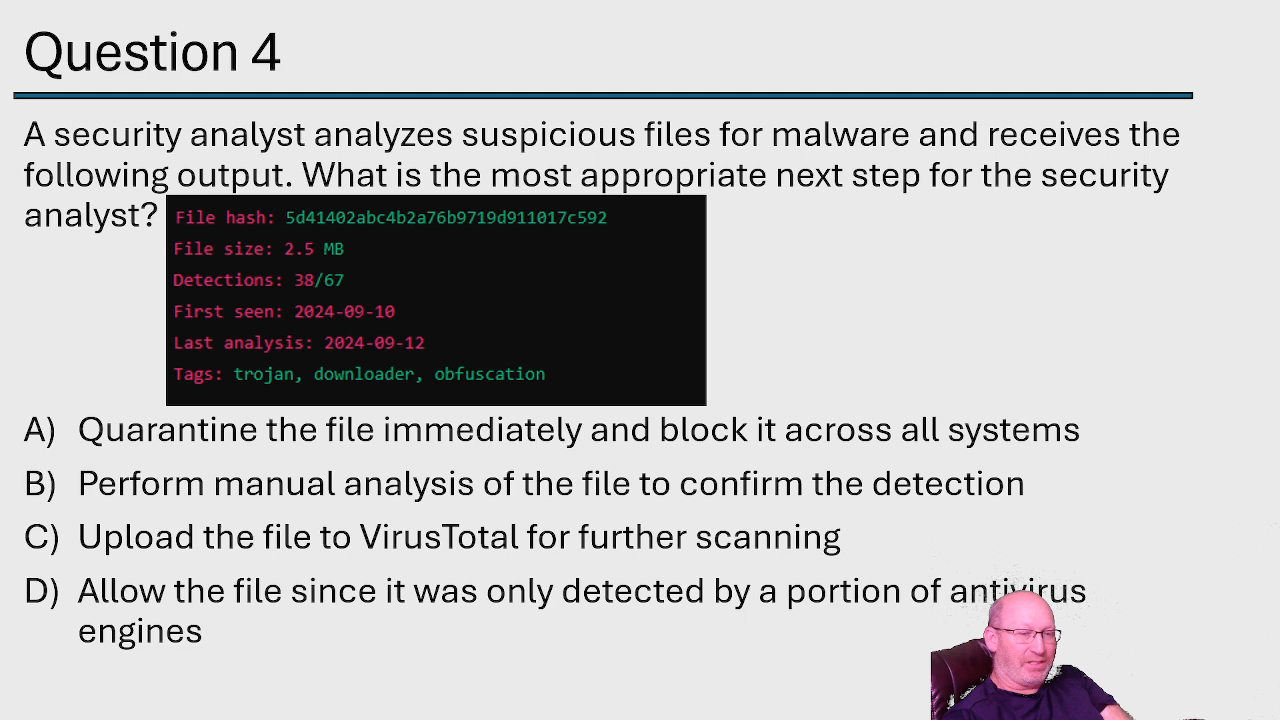 Question 4
A security analyst analyzes suspicious files for malware and receives the
following output. What is the most appropriate next step for the security
analyst?
File hash: 5d41402abc4b2a76b9719d911017c592
File size: 2.5 MB
Detections: 38/67
First seen: 2024-09-10
Last analysis: 2024-09-12
Tags: trojan, downloader, obfuscation
A) Quarantine the file immediately and block it across all systems
B) Perform manual analysis of the file to confirm the detection
C) Upload the file to VirusTotal for further scanning
D) Allow the file since it was only detected by a portion of antivirus
engines